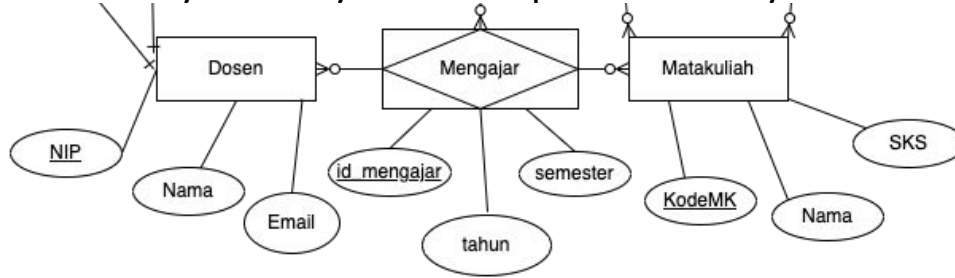 Dosen
Mengajar
Matakuliah
NIP
Nama
Email
id_mengajar
tahun
semester
KodeMK
Nama
SKS